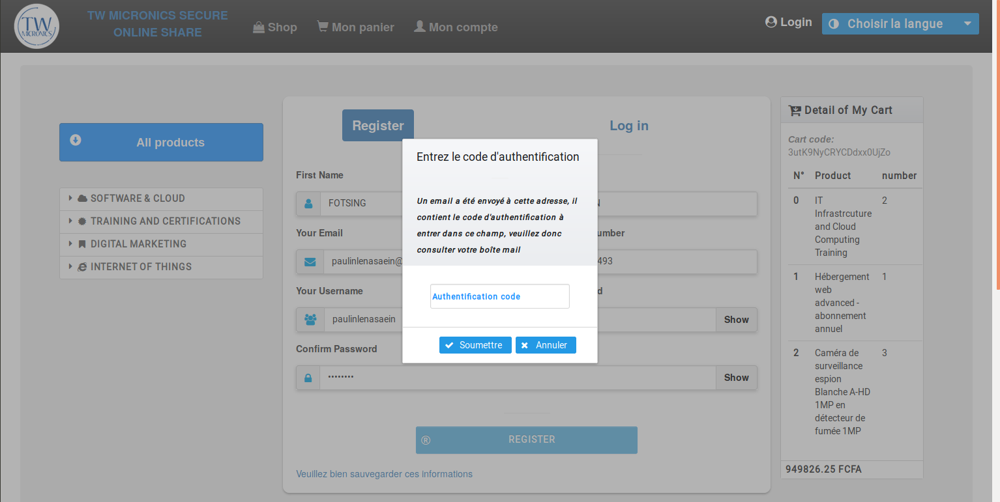 TW
MICRONICS
TW MICRONICS SECURE
ONLINE SHARE
Shop
Mon panier
Mon compte
Login
Choisir la langue
All products
SOFTWARE & CLOUD
TRAINING AND CERTIFICATIONS
DIGITAL MARKETING
INTERNET OF THINGS
Register
Log in
First Name
FOTSING
N
Your Email
umber
paulinlenasaein@
493
Your Username
d
paulinlenasaein
Show
Confirm Password
••••••••
Show
® REGISTER
Veuillez bien sauvegarder ces informations
Entrez le code d'authentification
Un email a été envoyé à cette adresse, il
contient le code d'authentification à
entrer dans ce champ, veuillez donc
consulter votre boîte mail
Authentification code
Soumettre
Annuler
Detail of My Cart
Cart code:
3utK9NyCRYCDdxx0UjZo
N° Product number
0 IT 2
Infrastrcuture
and Cloud
Computing
Training
1 Hébergement 1
web
advanced -
abonnement
annuel
2 Caméra de 3
surveillance
espion
Blanche A-HD
1MP en
détecteur de
fumée 1MP
949826.25 FCFA